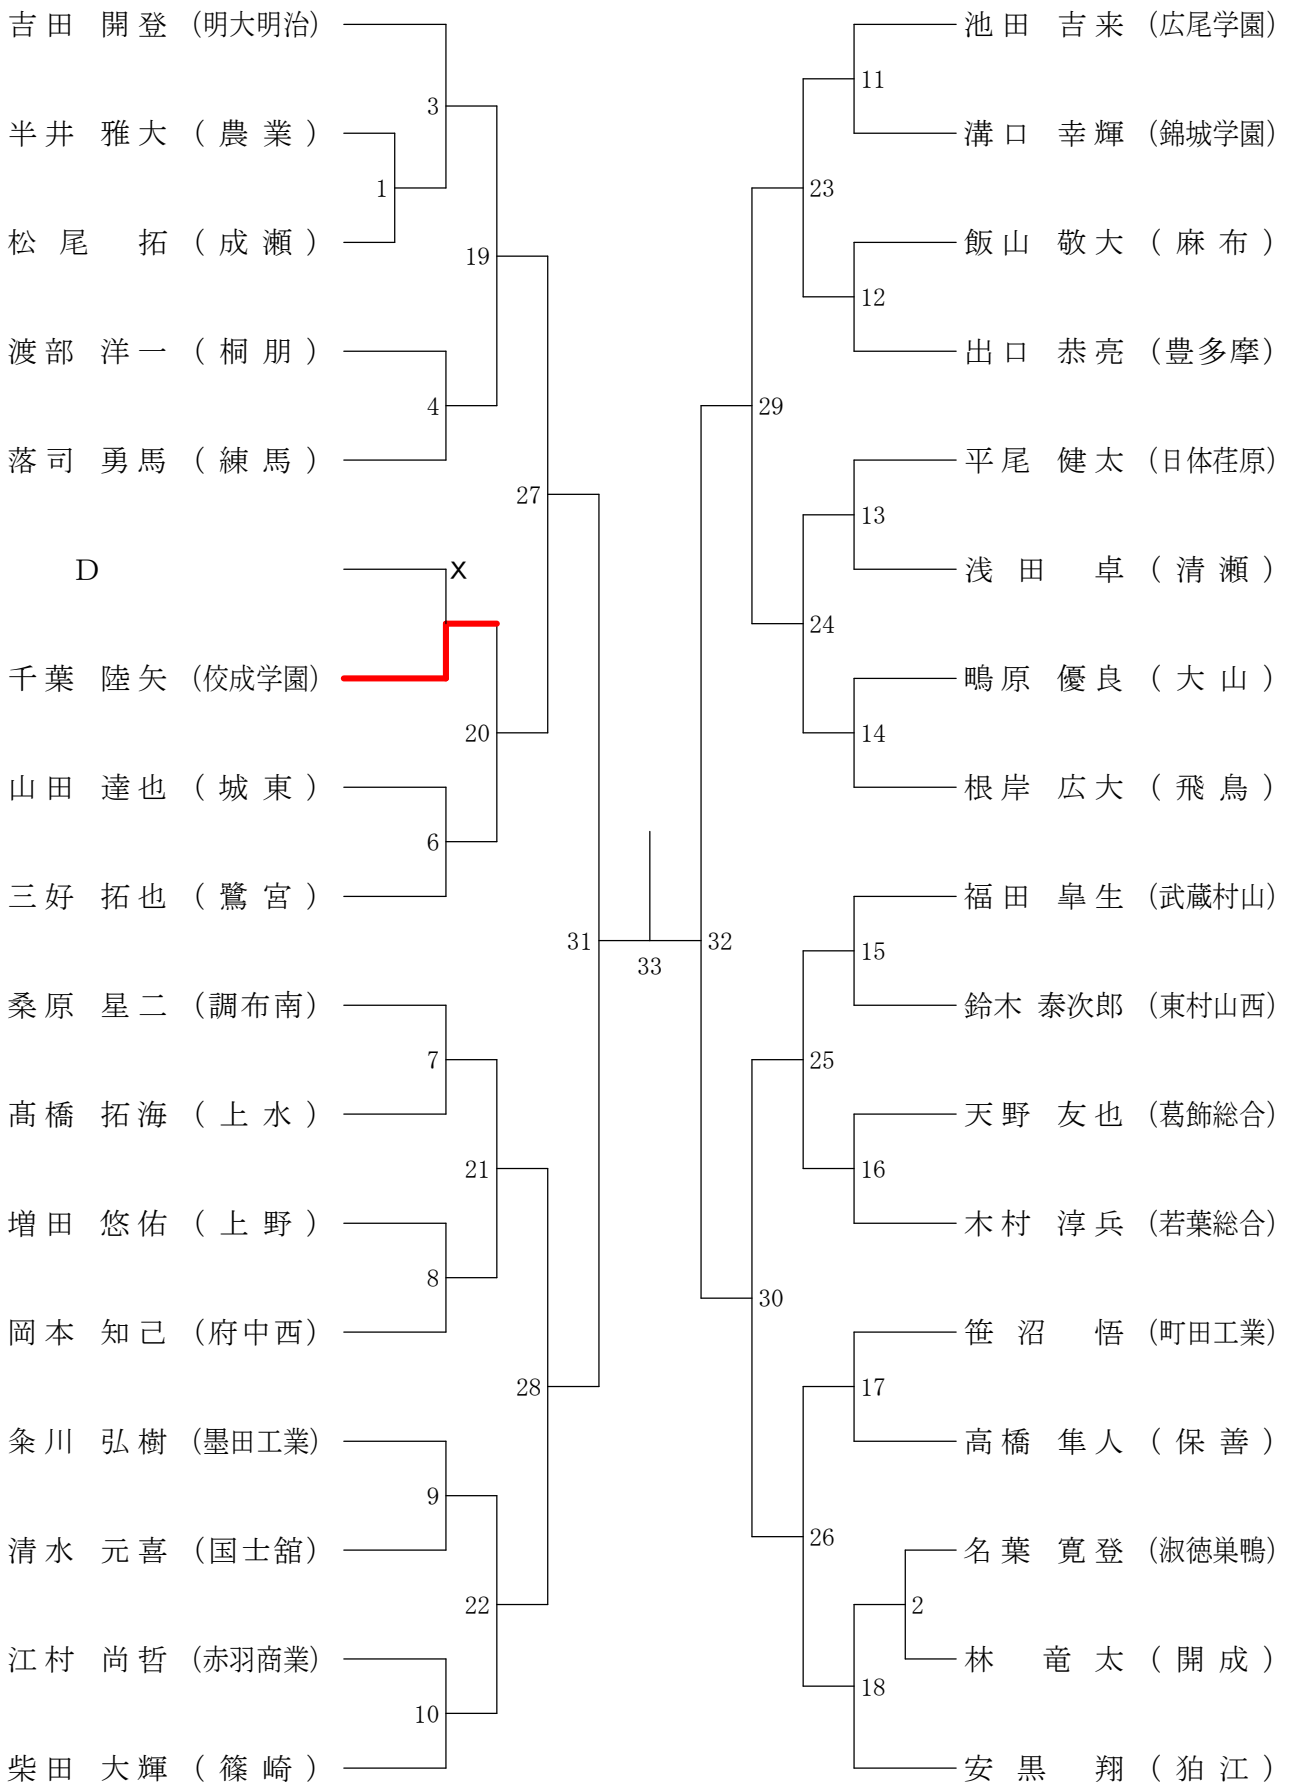 吉田 開登 (明大明治)
3
半井 雅大 (農業)
1
松尾 拓 (成瀬)
19
渡部 洋一 (桐朋)
4
落司 勇馬 (練馬)
27
D
x
千葉 陸矢 (佼成学園)
20
山田 達也 (城東)
6
三好 拓也 (鷺宮)
31
桑原 星二 (調布南)
7
髙橋 拓海 (上水)
21
増田 悠佑 (上野)
8
岡本 知己 (府中西)
28
粂川 弘樹 (墨田工業)
9
清水 元喜 (国士舘)
22
江村 尚哲 (赤羽商業)
10
柴田 大輝 (篠崎)
33
池田 吉来 (広尾学園)
11
溝口 幸輝 (錦城学園)
23
飯山 敬大 (麻布)
12
出口 恭亮 (豊多摩)
29
平尾 健太 (日体荏原)
13
浅田 卓 (清瀬)
24
鴫原 優良 (大山)
14
根岸 広大 (飛鳥)
32
福田 皐生 (武蔵村山)
15
鈴木 泰次郎 (東村山西)
25
天野 友也 (葛飾総合)
16
木村 淳兵 (若葉総合)
30
笹沼 悟 (町田工業)
17
高橋 隼人 (保善)
26
名葉 寛登 (淑徳巣鴨)
2
林 竜太 (開成)
18
安黒 翔 (狛江)